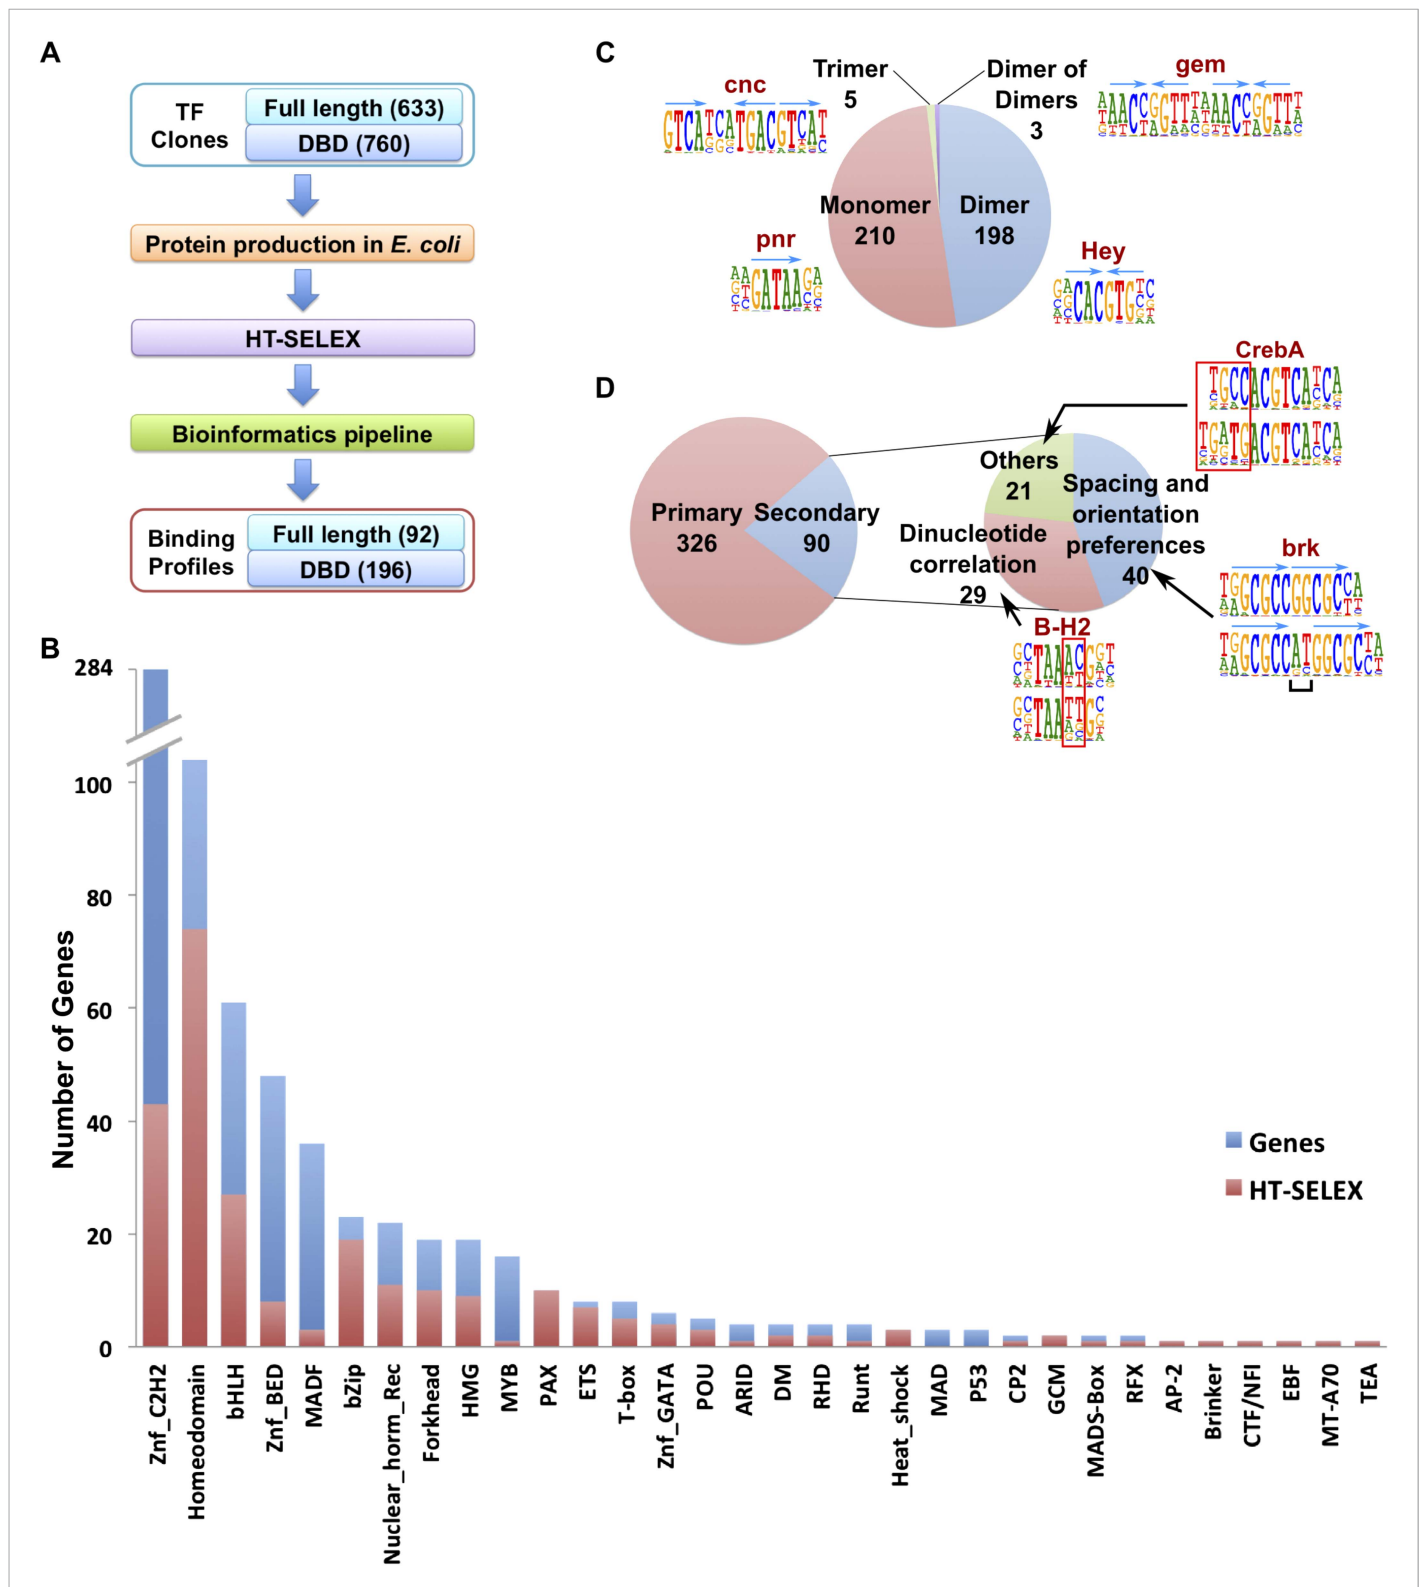 A
TF
Clones
Full length (633)
DBD (760)
Protein production in E. coli
HT-SELEX
Bioinformatics pipeline
Binding
Profiles
Full length (92)
DBD (196)
C
Trimer
5
Dimer of
Dimers
3
cnc
gem
Monomer
210
Dimer
198
pnr
Hey
D
CrebA
Primary
326
Secondary
90
Others
21
Spacing and
orientation
preferences
40
Dinucleotide
correlation
29
B-H2
brk
B
284
100
80
60
40
20
0
Number of Genes
Genes
HT-SELEX
Znf_C2H2
Homeodomain
bHLH
Znf_BED
MADF
bZip
Nuclear_horm_Rec
Forkhead
HMG
MYB
PAX
ETS
T-box
Znf_GATA
POU
ARID
DM
RHD
Runt
Heat_shock
MAD
P53
CP2
GCM
MADS-Box
RFX
AP-2
Brinker
CTF/NFI
EBF
MT-A70
TEA